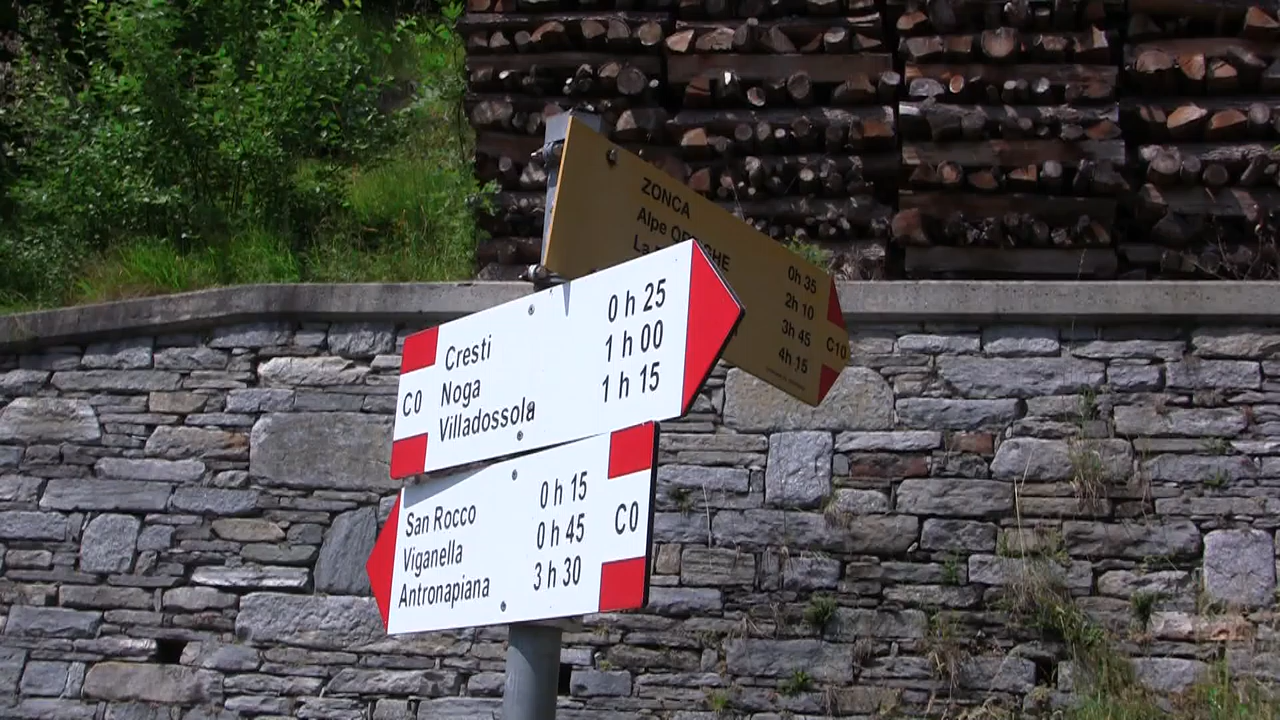 ZONCA 0h 35
Alpe 2h 10
La 3h 45
4h 15
C10
Cresti 0 h 25
C0 Noga 1 h 00
Villadossola 1 h 15
San Rocco 0 h 15
Viganella 0 h 45 C0
Antronapiana 3 h 30